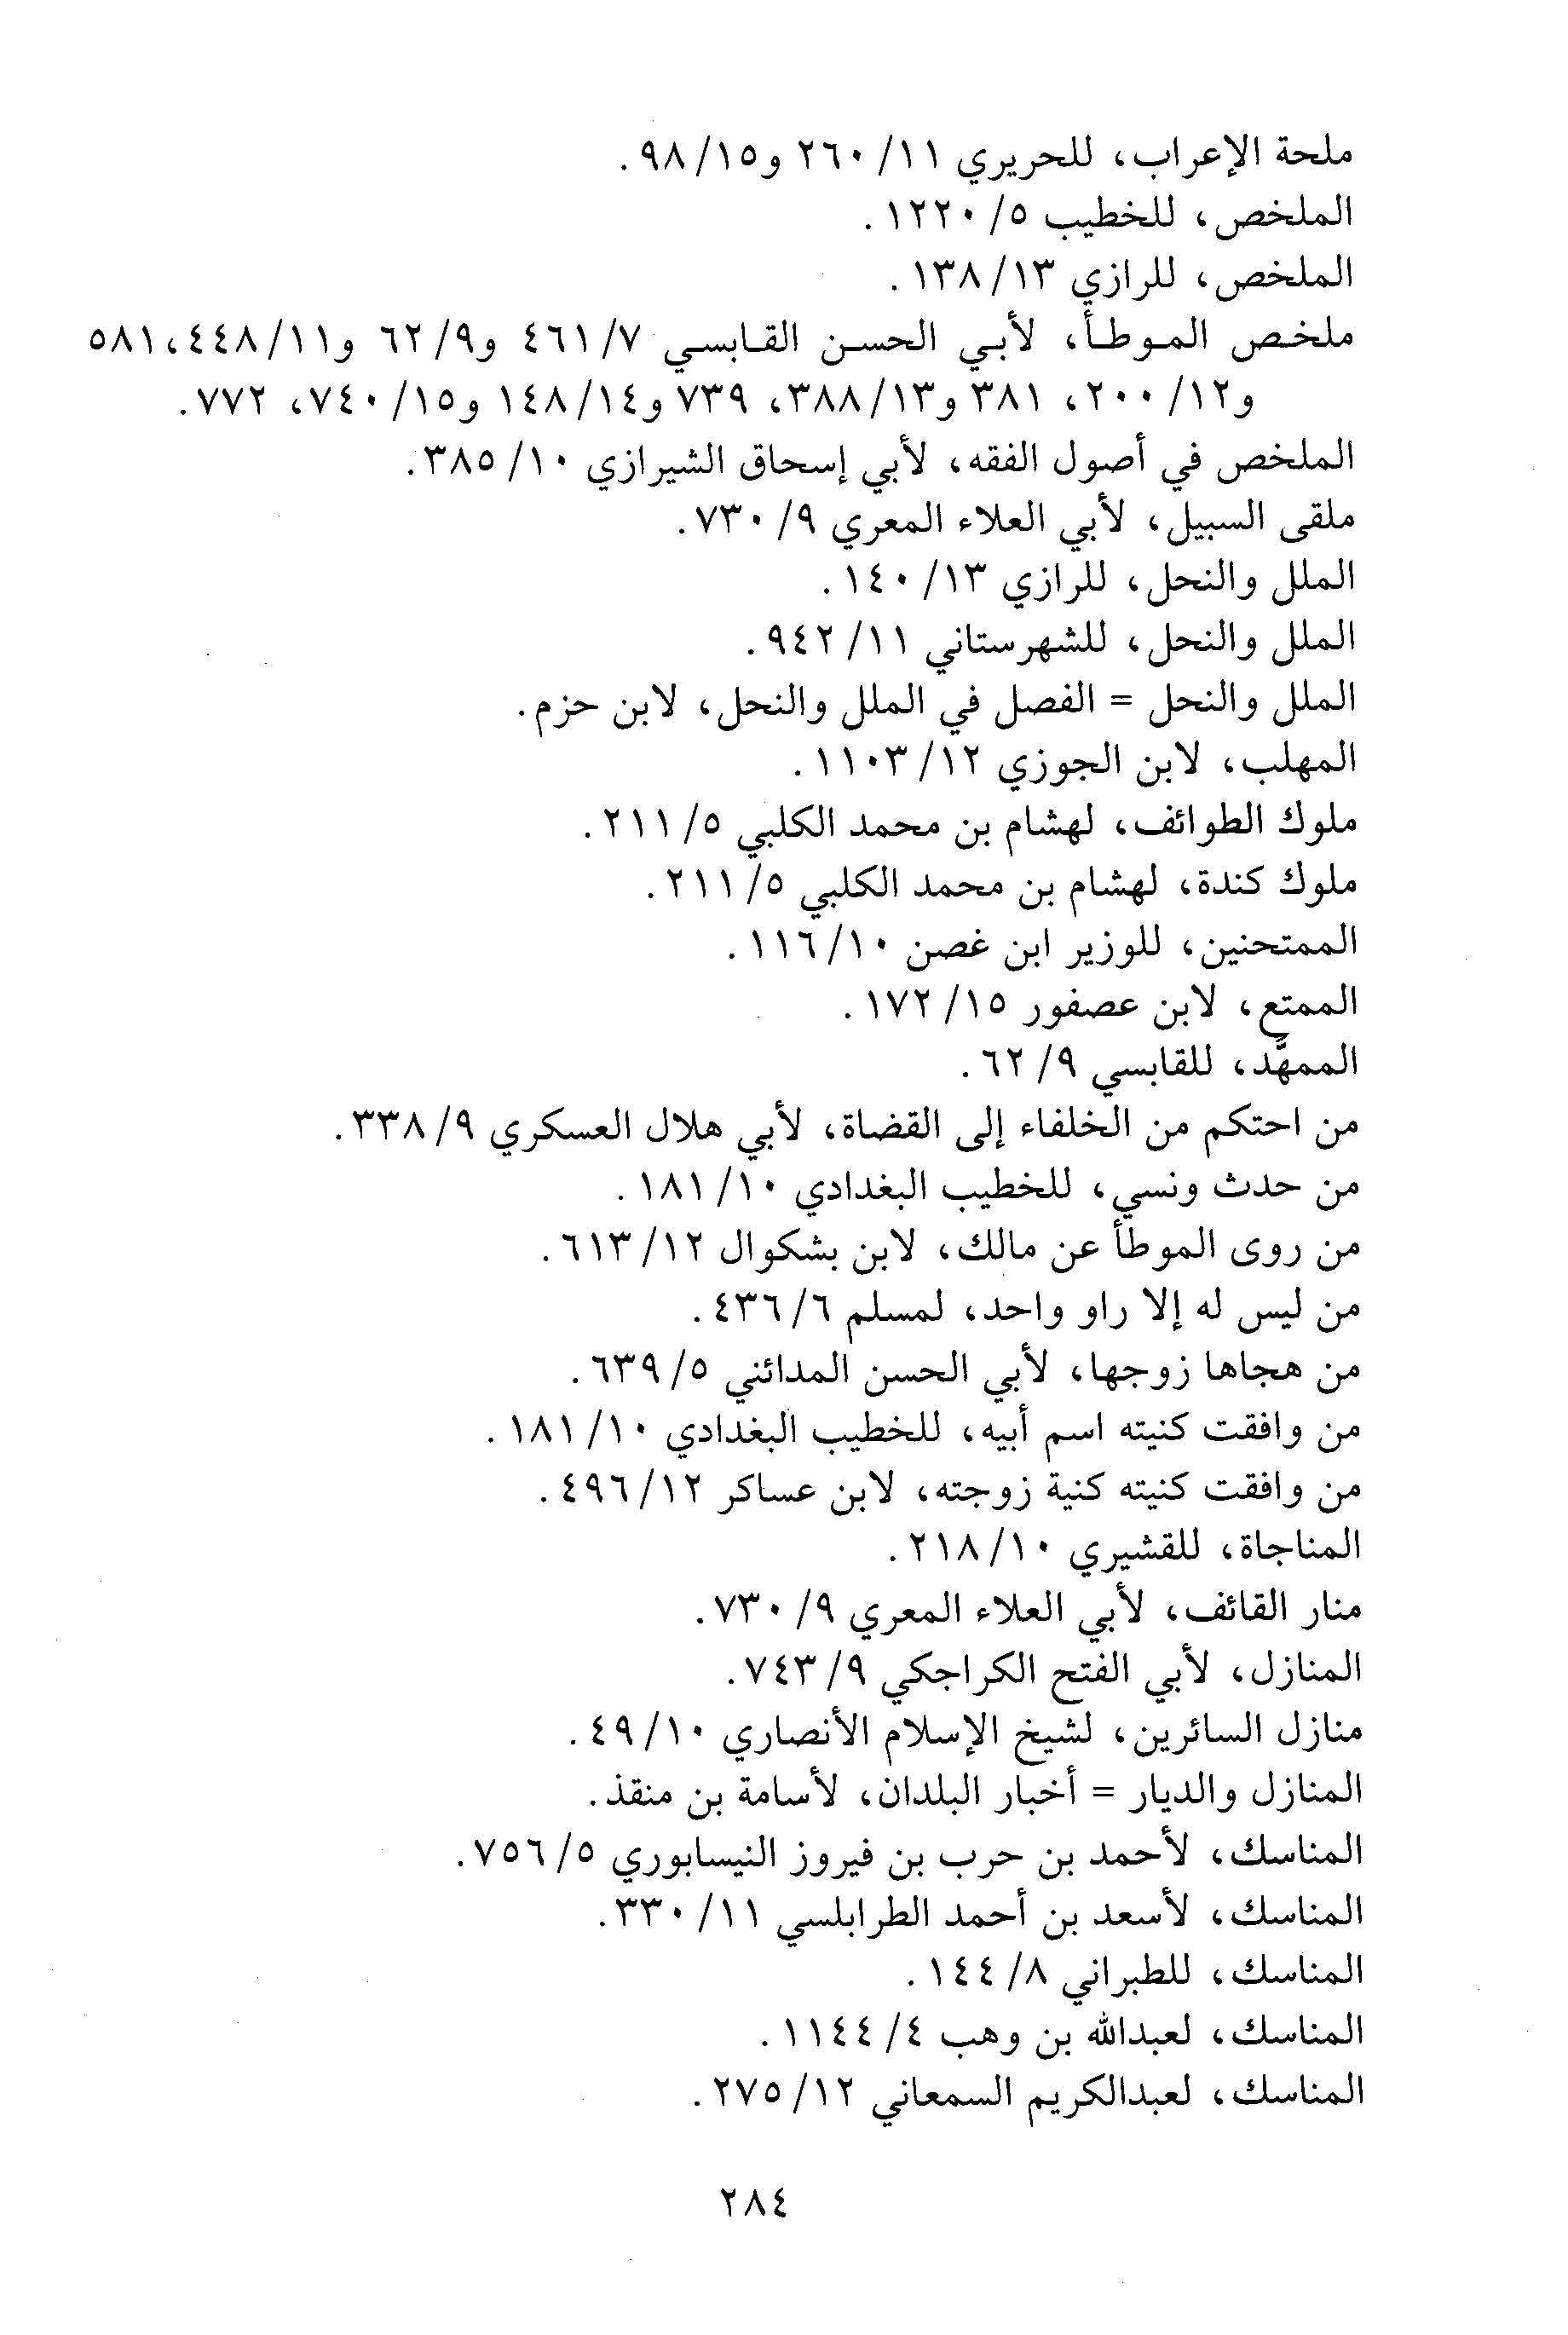 ملحة الإعراب، للحريري ١١/ ٢٦٠ و١٥/ ٩٨.
الملخص، للخطيب ٥/ ١٢٢٠.
الملخص، للرازي ١٣/ ١٣٨.
ملخص الموطأ، لأبي الحسن القابسي ٧/ ٤٦١ و٩/ ٦٢ و١١/ ٤٤٨، ٥٨١
و١٢/ ٢٠٠، ٣٨١ و١٣/ ٣٨٨، ٧٣٩ و١٤/ ١٤٨ و١٥/ ٧٤٠، ٧٧٢.
الملخص في أصول الفقه، لأبي إسحاق الشيرازي ١٠/ ٣٨٥.
ملقى السبيل، لأبي العلاء المعري ٩/ ٧٣٠.
الملل والنحل، للرازي ١٣/ ١٤٠.
الملل والنحل، للشهرستاني ١١/ ٩٤٢.
الملل والنحل = الفصل في الملل والنحل، لابن حزم.
المهلب، لابن الجوزي ١٢/ ١١٠٣.
ملوك الطوائف، لهشام بن محمد الكلبي ٥/ ٢١١.
ملوك كندة، لهشام بن محمد الكلبي ٥/ ٢١١.
الممتحنين، للوزير ابن غصن ١٠/ ١١٦.
الممتع، لابن عصفور ١٥/ ١٧٢.
الممهَّد، للقابسي ٩/ ٦٢.
من احتكم من الخلفاء إلى القضاة، لأبي هلال العسكري ٩/ ٣٣٨.
من حدث ونسي، للخطيب البغدادي ١٠/ ١٨١.
من روى الموطأ عن مالك، لابن بشكوال ١٢/ ٦١٣.
من ليس له إلا راو واحد، لمسلم ٦/ ٤٣٦.
من هجاها زوجها، لأبي الحسن المدائني ٥/ ٦٣٩.
من وافقت كنيته اسم أبيه، للخطيب البغدادي ١٠/ ١٨١.
من وافقت كنيته كنية زوجته، لابن عساكر ١٢/ ٤٩٦.
المناجاة، للقشيري ١٠/ ٢١٨.
منار القائف، لأبي العلاء المعري ٩/ ٧٣٠.
المنازل، لأبي الفتح الكراجكي ٩/ ٧٤٣.
منازل السائرين، لشيخ الإسلام الأنصاري ١٠/ ٤٩.
المنازل والديار = أخبار البلدان، لأسامة بن منقذ.
المناسك، لأحمد بن حرب بن فيروز النيسابوري ٥/ ٧٥٦.
المناسك، لأسعد بن أحمد الطرابلسي ١١/ ٣٣٠.
المناسك، للطبراني ٨/ ١٤٤.
المناسك، لعبدالله بن وهب ٤/ ١١٤٤.
المناسك، لعبدالكريم السمعاني ١٢/ ٢٧٥.
٢٨٤